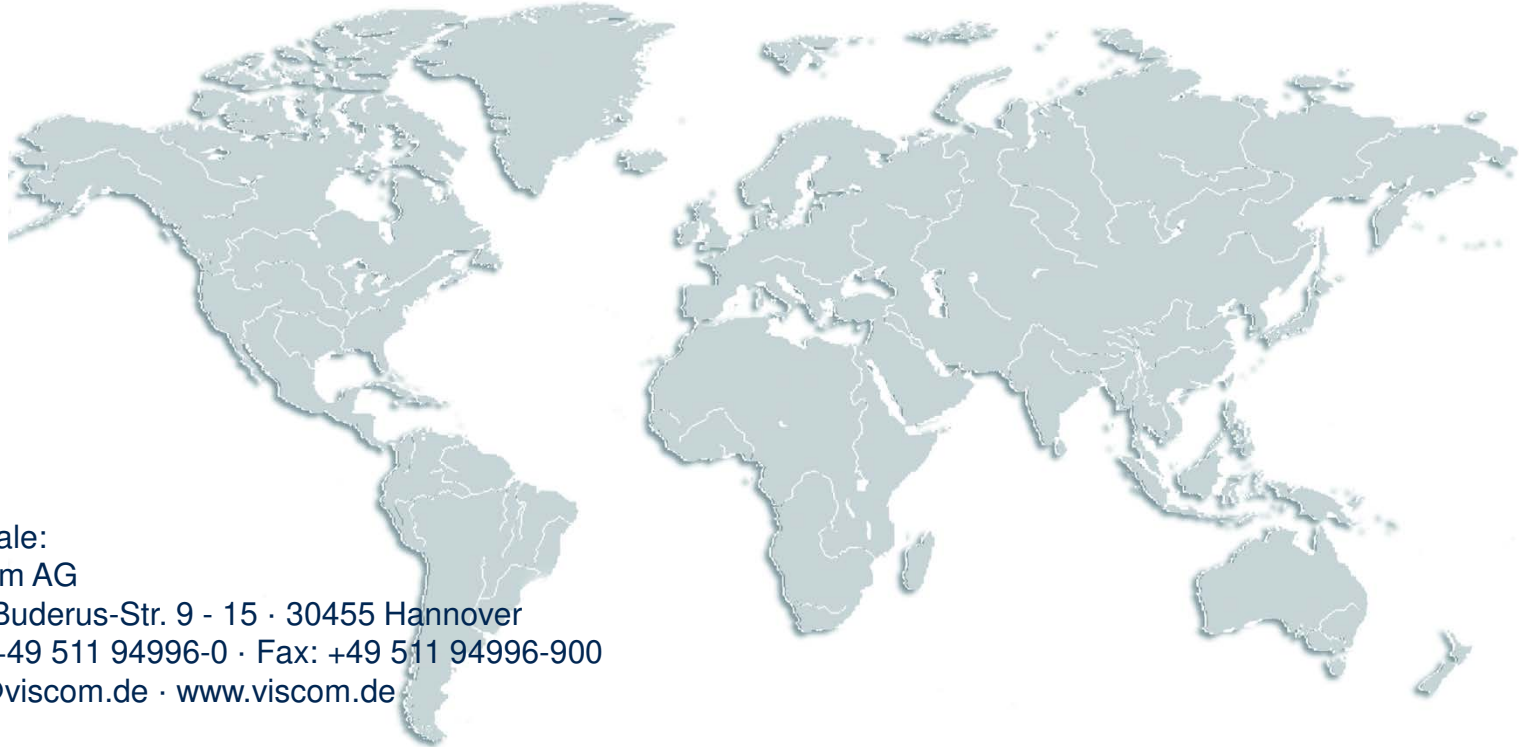 ale:
m AG
Buderus-Str. 9 - 15 · 30455 Hannover
49 511 94996-0 · Fax: +49 511 94996-900
viscom.de · www.viscom.de